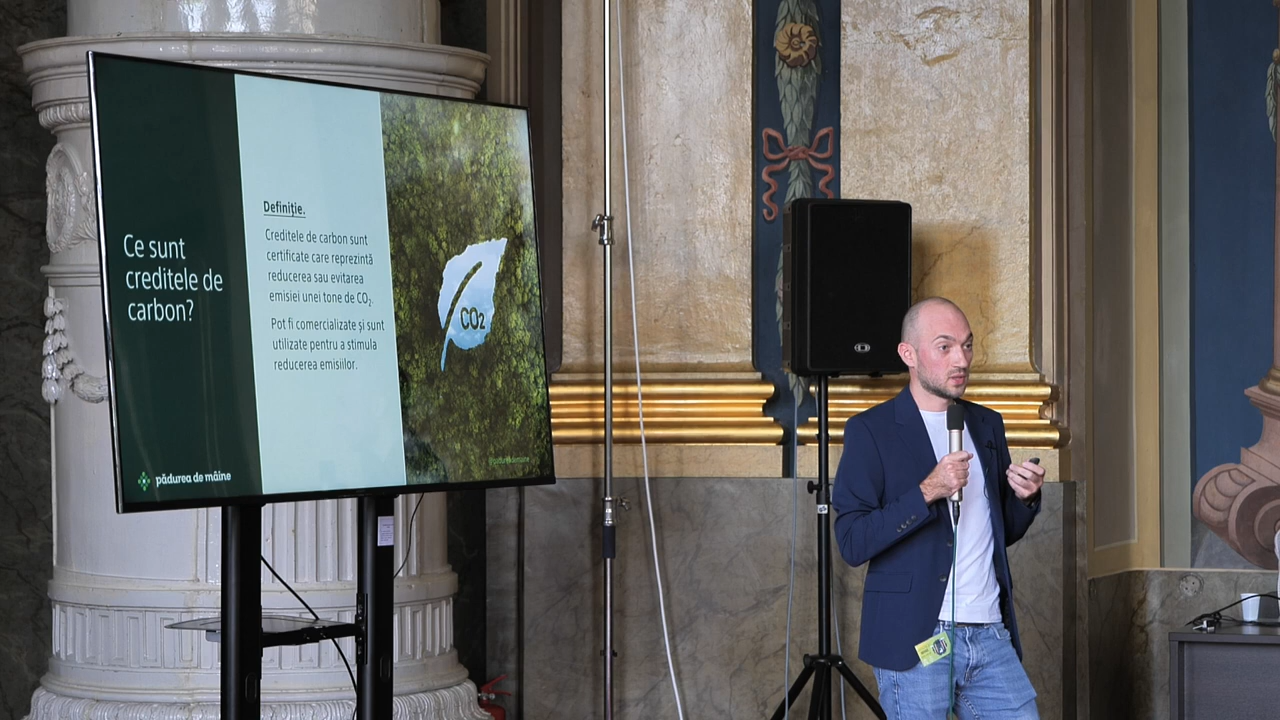 Ce sunt
creditele de
carbon?
pădurea de mâine
Definiție.
Creditele de carbon sunt
certificate care reprezintă
reducerea sau evitarea
emisiei unei tone de CO₂.
Pot fi comercializate și sunt
utilizate pentru a stimula
reducerea emisiilor.
CO₂